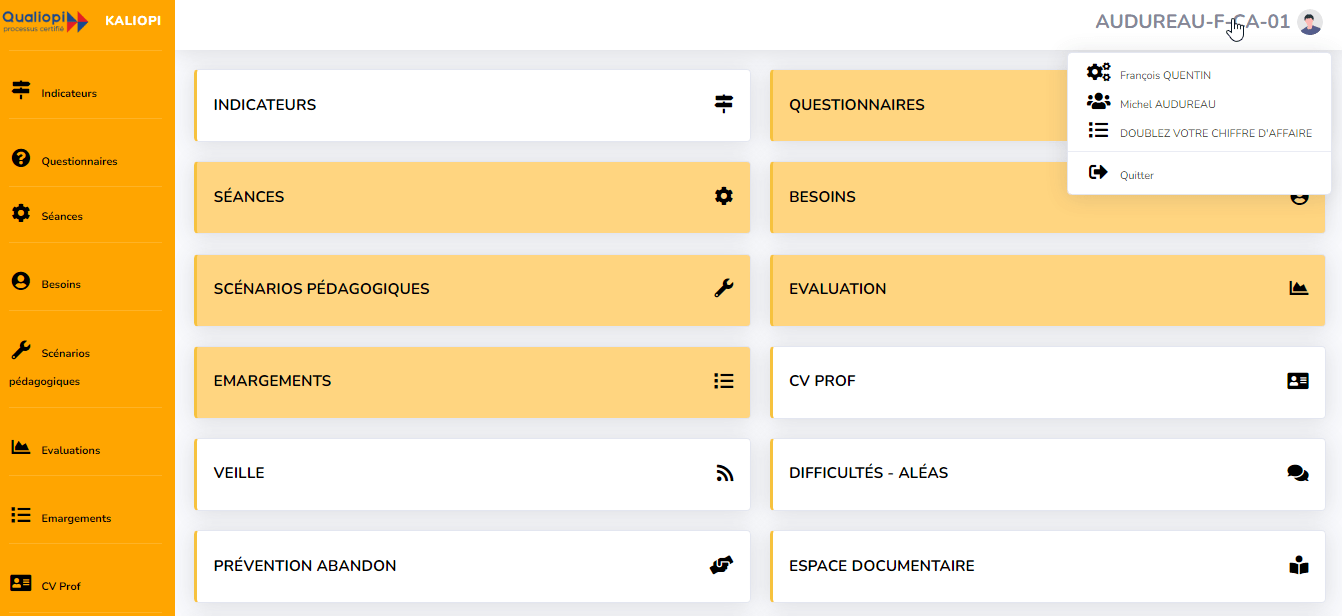 Qualiopi
processus certifié
KALIOPI
Indicateurs
Questionnaires
Séances
Besoins
Scénarios
pédagogiques
Evaluations
Emargements
CV Prof
AUDUREAU-F-CA-01
François QUENTIN
Michel AUDUREAU
DOUBLEZ VOTRE CHIFFRE D'AFFAIRE
Quitter
INDICATEURS
QUESTIONNAIRES
SÉANCES
BESOINS
SCÉNARIOS PÉDAGOGIQUES
EVALUATION
EMARGEMENTS
CV PROF
VEILLE
DIFFICULTÉS - ALÉAS
PRÉVENTION ABANDON
ESPACE DOCUMENTAIRE